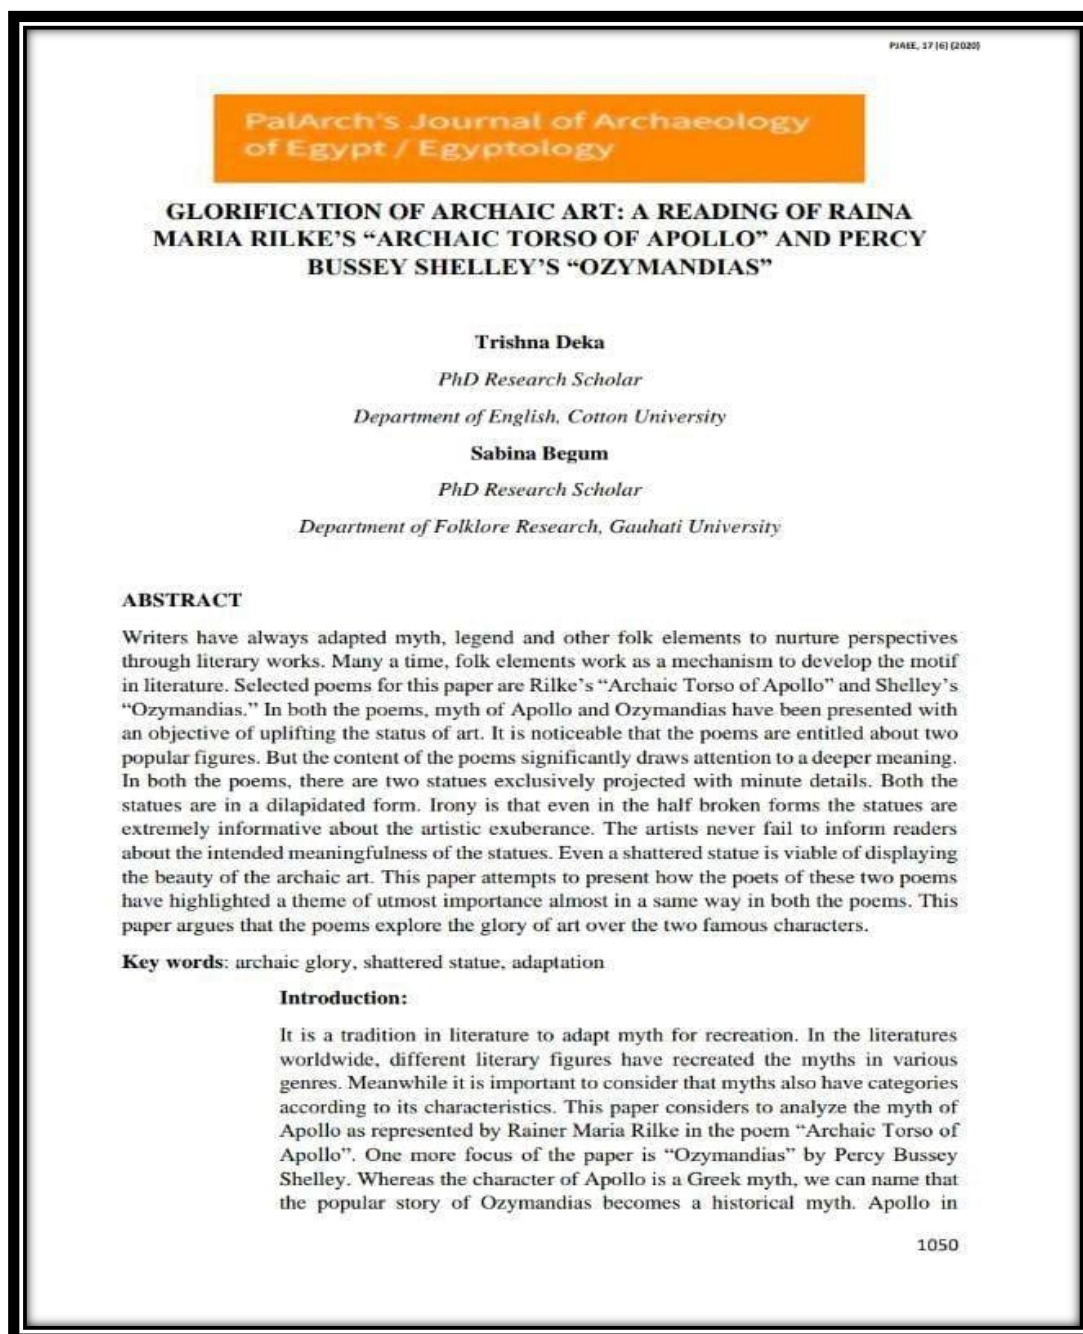 PJAEE, 17 (6) (2020)
PalArch's Journal of Archaeology
of Egypt / Egyptology
GLORIFICATION OF ARCHAIC ART: A READING OF RAINA
MARIA RILKE'S “ARCHAIC TORSO OF APOLLO” AND PERCY
BUSSEY SHELLEY'S “OZYMANDIAS”
Trishna Deka
PhD Research Scholar
Department of English, Cotton University
Sabina Begum
PhD Research Scholar
Department of Folklore Research, Gauhati University
ABSTRACT
Writers have always adapted myth, legend and other folk elements to nurture perspectives
through literary works. Many a time, folk elements work as a mechanism to develop the motif
in literature. Selected poems for this paper are Rilke's “Archaic Torso of Apollo” and Shelley's
“Ozymandias.” In both the poems, myth of Apollo and Ozymandias have been presented with
an objective of uplifting the status of art. It is noticeable that the poems are entitled about two
popular figures. But the content of the poems significantly draws attention to a deeper meaning.
In both the poems, there are two statues exclusively projected with minute details. Both the
statues are in a dilapidated form. Irony is that even in the half broken forms the statues are
extremely informative about the artistic exuberance. The artists never fail to inform readers
about the intended meaningfulness of the statues. Even a shattered statue is viable of displaying
the beauty of the archaic art. This paper attempts to present how the poets of these two poems
have highlighted a theme of utmost importance almost in a same way in both the poems. This
paper argues that the poems explore the glory of art over the two famous characters.
Key words: archaic glory, shattered statue, adaptation
Introduction:
It is a tradition in literature to adapt myth for recreation. In the literatures
worldwide, different literary figures have recreated the myths in various
genres. Meanwhile it is important to consider that myths also have categories
according to its characteristics. This paper considers to analyze the myth of
Apollo as represented by Rainer Maria Rilke in the poem “Archaic Torso of
Apollo”. One more focus of the paper is “Ozymandias” by Percy Bussey
Shelley. Whereas the character of Apollo is a Greek myth, we can name that
the popular story of Ozymandias becomes a historical myth. Apollo in
1050